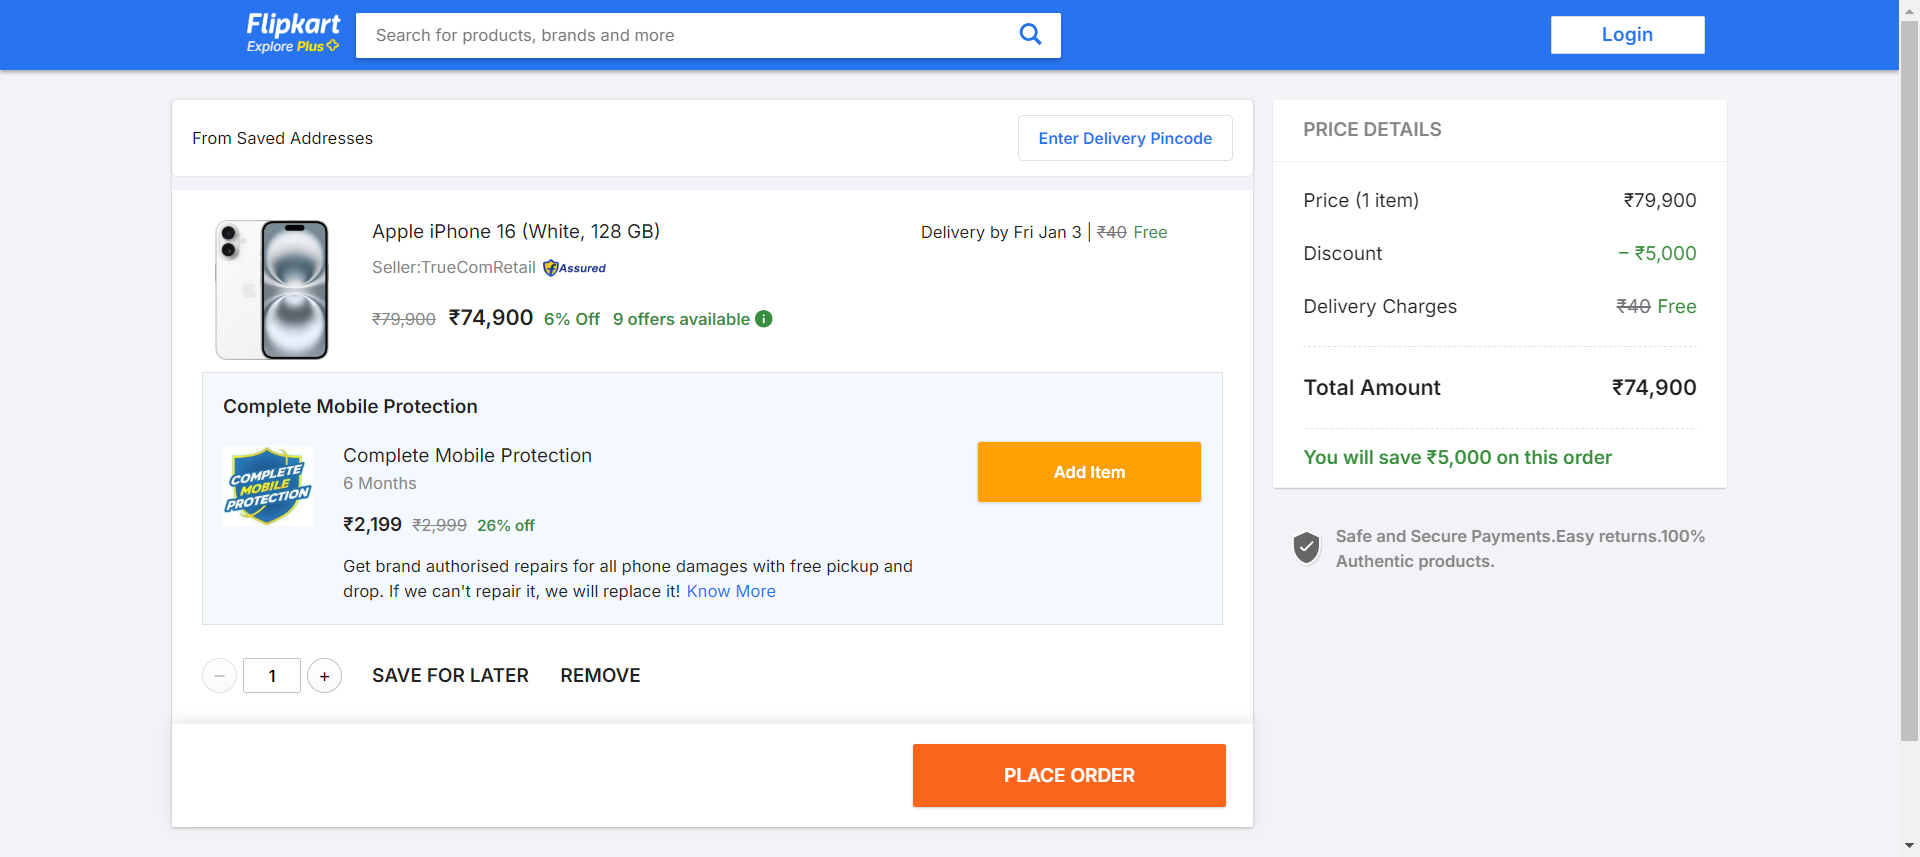 Flipkart
Explore Plus
Search for products, brands and more
Login
From Saved Addresses
Enter Delivery Pincode
Apple iPhone 16 (White, 128 GB)
Delivery by Fri Jan 3 | ₹40 Free
Seller:TrueComRetail Assured
₹79,900 ₹74,900 6% Off 9 offers available
Complete Mobile Protection
COMPLETE
MOBILE
PROTECTION
Complete Mobile Protection
6 Months
₹2,199 ₹2,999 26% off
Get brand authorised repairs for all phone damages with free pickup and
drop. If we can't repair it, we will replace it! Know More
Add Item
− 1 + SAVE FOR LATER REMOVE
PLACE ORDER
PRICE DETAILS
Price (1 item) ₹79,900
Discount − ₹5,000
Delivery Charges ₹40 Free
Total Amount ₹74,900
You will save ₹5,000 on this order
Safe and Secure Payments.Easy returns.100%
Authentic products.